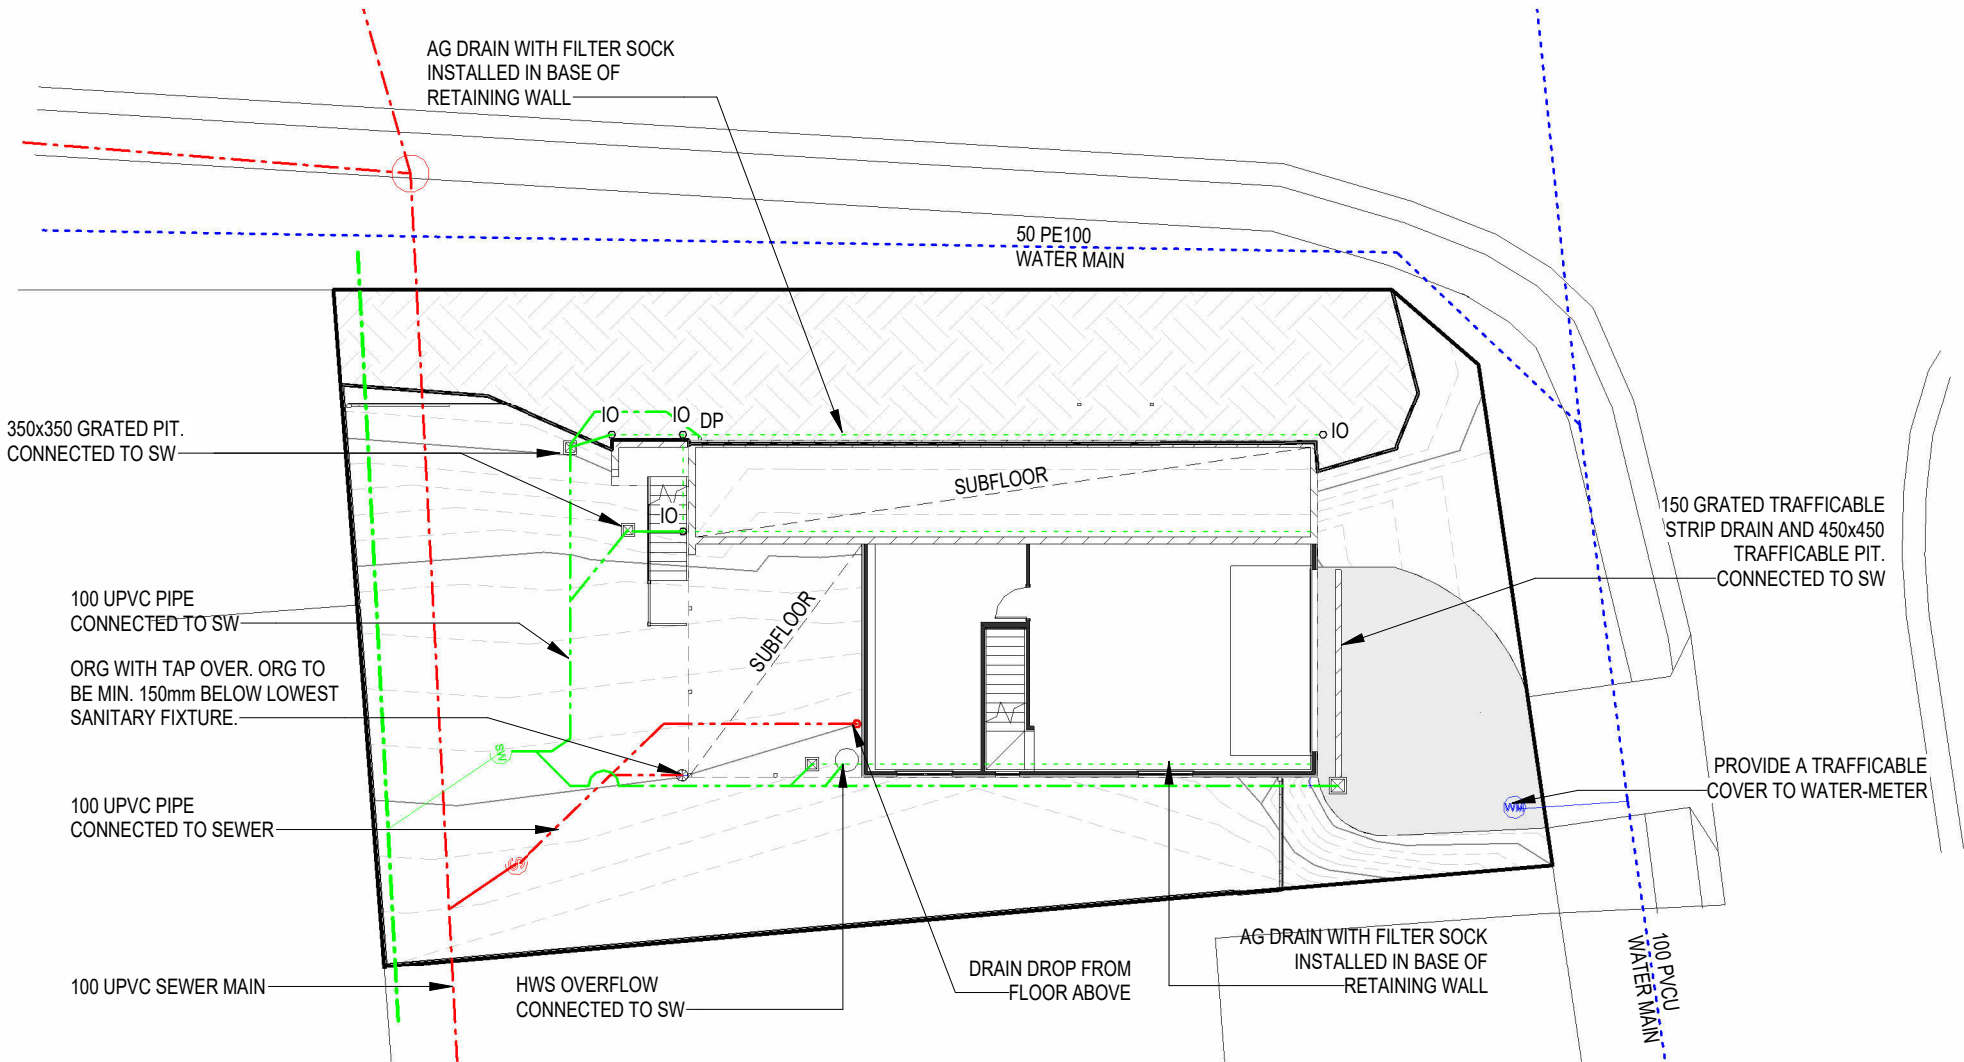 AG DRAIN WITH FILTER SOCK
INSTALLED IN BASE OF
RETAINING WALL
50 PE100
WATER MAIN
350x350 GRATED PIT.
CONNECTED TO SW
IO
IO
DP
IO
SUBFLOOR
IO
150 GRATED TRAFFICABLE
STRIP DRAIN AND 450x450
TRAFFICABLE PIT.
CONNECTED TO SW
100 UPVC PIPE
CONNECTED TO SW
SUBFLOOR
ORG WITH TAP OVER. ORG TO
BE MIN. 150mm BELOW LOWEST
SANITARY FIXTURE.
SW
PROVIDE A TRAFFICABLE
COVER TO WATER-METER
WM
100 UPVC PIPE
CONNECTED TO SEWER
AG DRAIN WITH FILTER SOCK
INSTALLED IN BASE OF
RETAINING WALL
DRAIN DROP FROM
FLOOR ABOVE
100 UPVC SEWER MAIN
HWS OVERFLOW
CONNECTED TO SW
100 PVCU
WATER MAIN